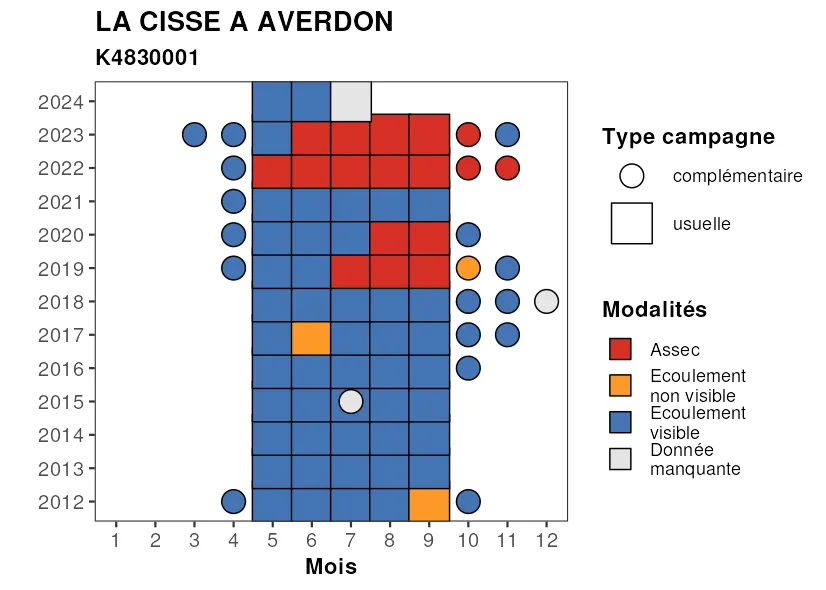 LA CISSE A AVERDON
K4830001
2024
2023
2022
2021
2020
2019
2018
2017
2016
2015
2014
2013
2012
1 2 3 4 5 6 7 8 9 10 11 12
Mois
Type campagne
complémentaire
usuelle
Modalités
Assec
Ecoulement
non visible
Ecoulement
visible
Donnée
manquante